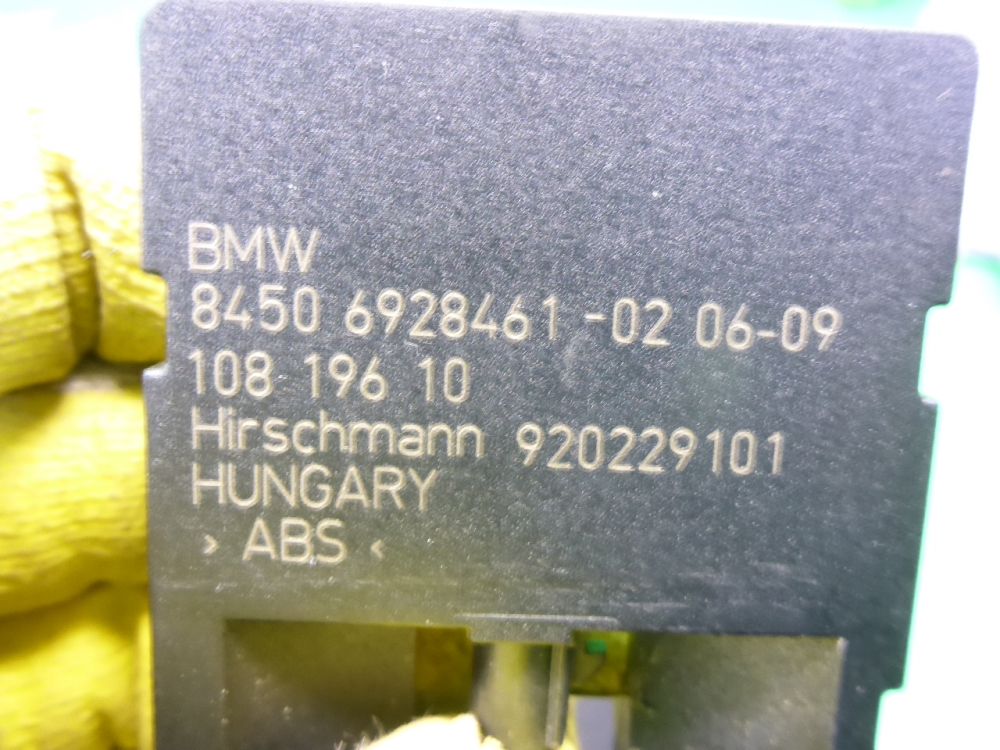 BMW
8450 6928461 -02 06-09
108 196 10
Hirschmann 920229101
HUNGARY
> ABS <